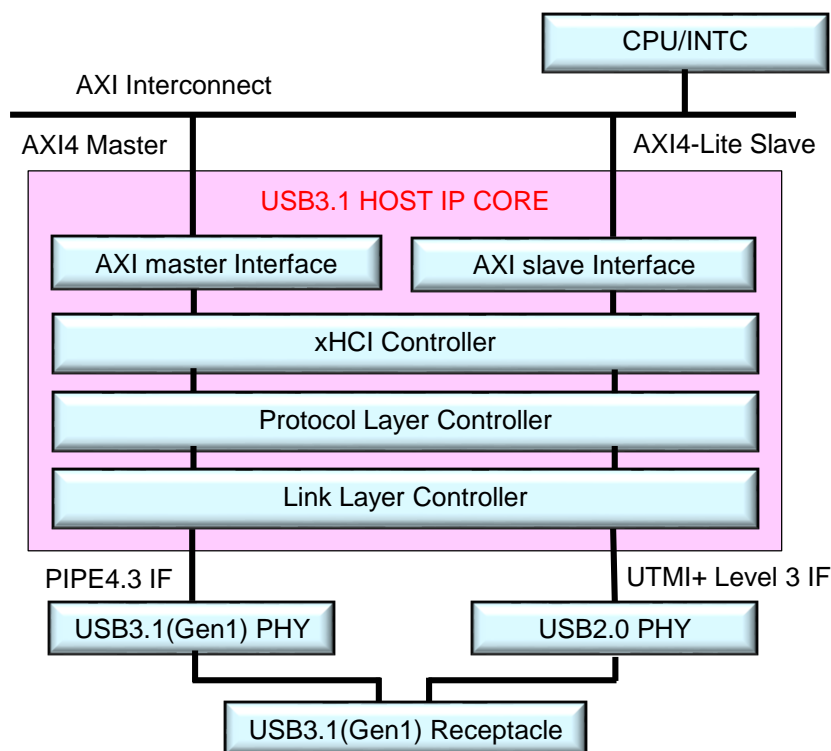 CPU/INTC
AXI Interconnect
AXI4 Master
AXI4-Lite Slave
USB3.1 HOST IP CORE
AXI master Interface
AXI slave Interface
xHCI Controller
Protocol Layer Controller
Link Layer Controller
PIPE4.3 IF
UTMI+ Level 3 IF
USB3.1(Gen1) PHY
USB2.0 PHY
USB3.1(Gen1) Receptacle